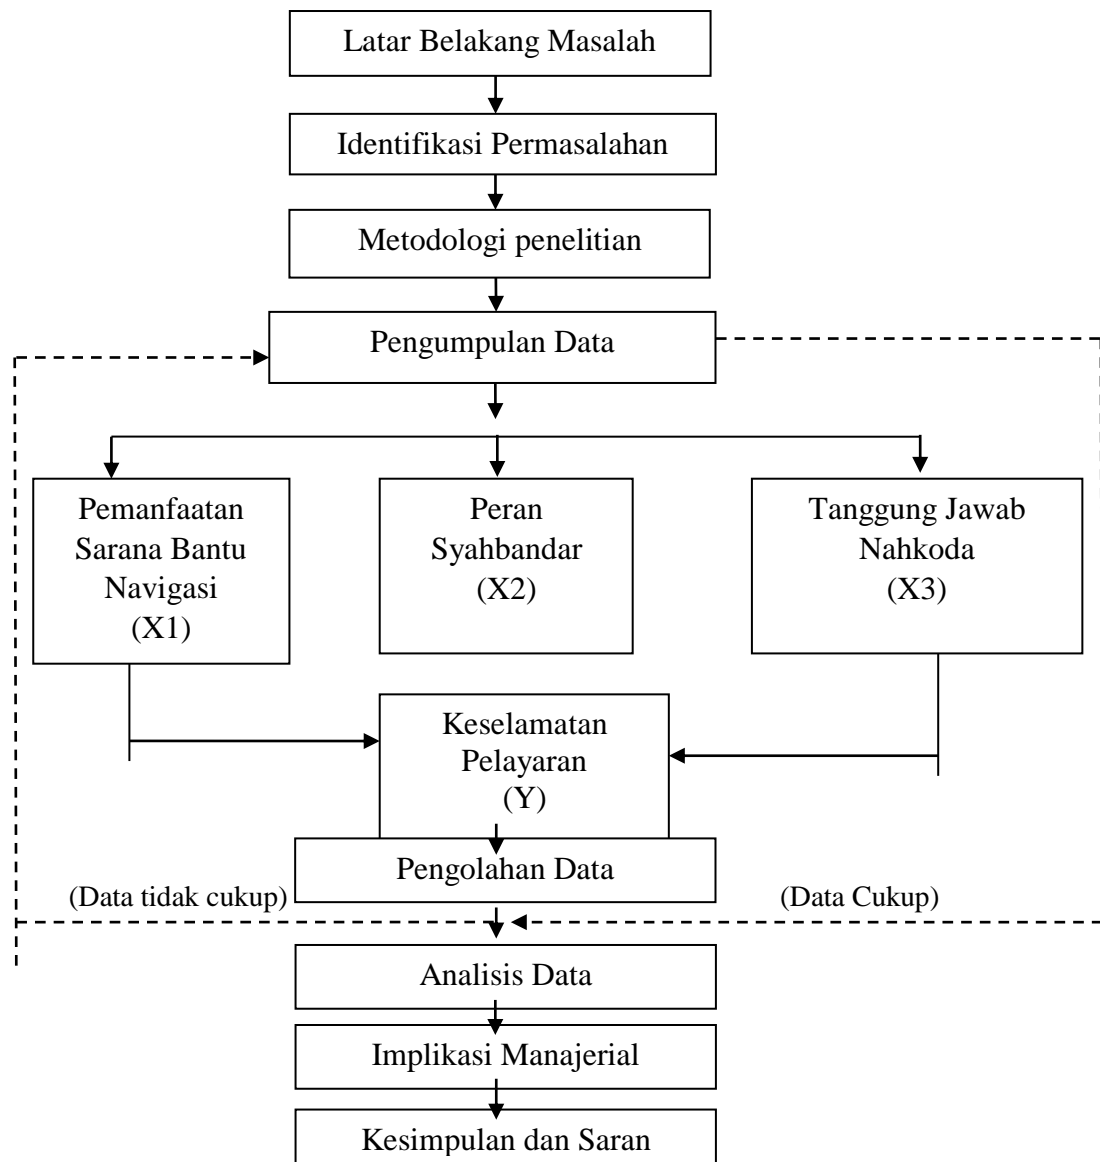 Latar Belakang Masalah
Identifikasi Permasalahan
Metodologi penelitian
Pengumpulan Data
Pemanfaatan
Sarana Bantu
Navigasi
(X1)
Peran
Syahbandar
(X2)
Tanggung Jawab
Nahkoda
(X3)
Keselamatan
Pelayaran
(Y)
Pengolahan Data
(Data tidak cukup)
(Data Cukup)
Analisis Data
Implikasi Manajerial
Kesimpulan dan Saran